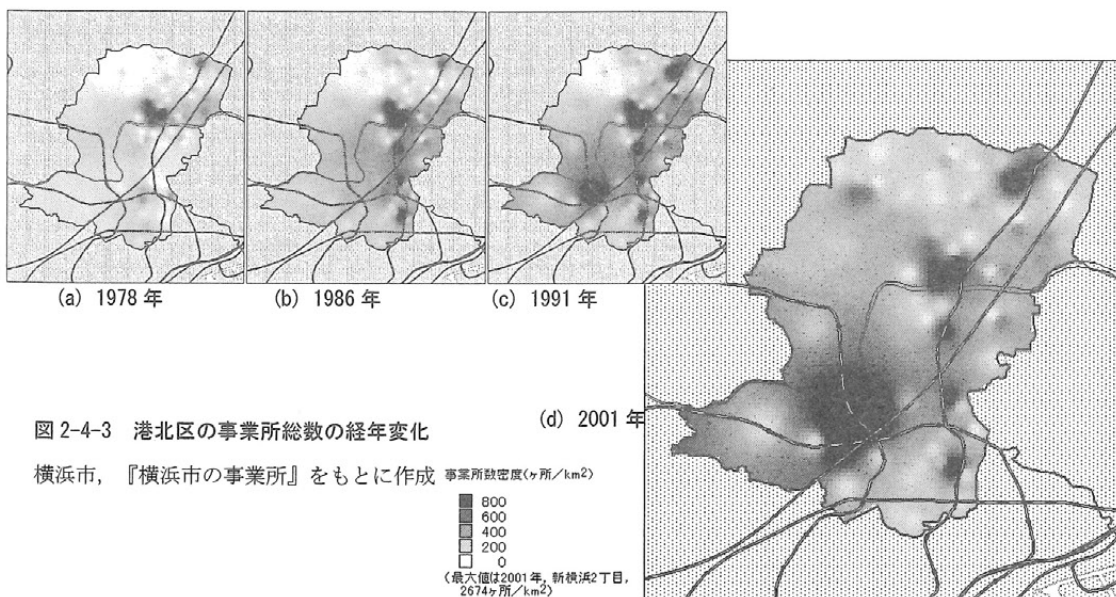 (a) 1978 年
(b) 1986 年
(c) 1991 年
(d) 2001 年
図 2-4-3 港北区の事業所総数の経年変化
横浜市，『横浜市の事業所』をもとに作成
事業所数密度(ヶ所／km2)
800
600
400
200
0
(最大値は2001年, 新横浜2丁目,
2674ヶ所／km2)